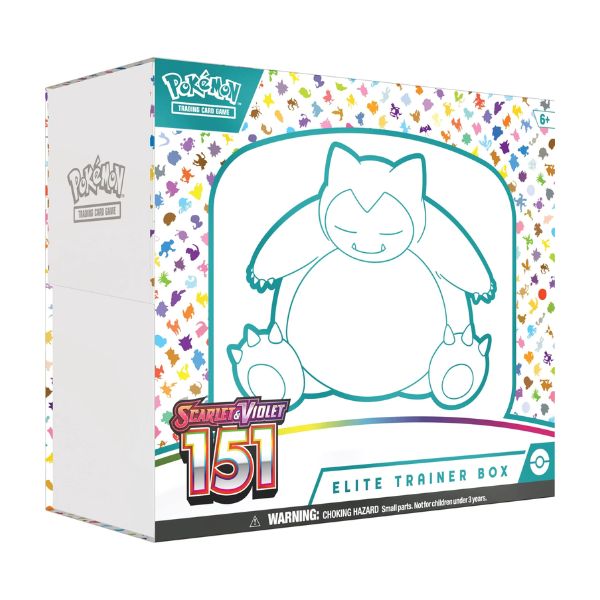 POKÉMON
TRADING CARD GAME
6+
POKÉMON
TRADING CARD GAME
SCARLET & VIOLET
151
ELITE TRAINER BOX
WARNING: CHOKING HAZARD Small parts. Not for children under 3 years.